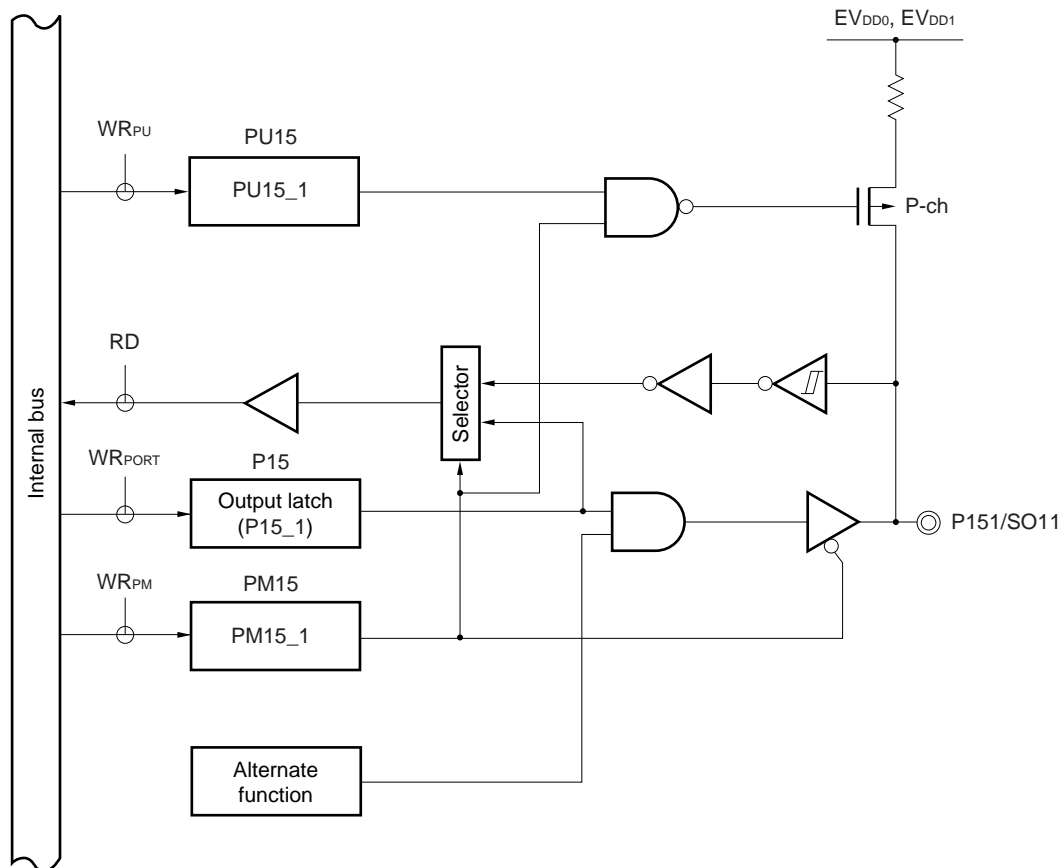 EVDD0, EVDD1
WRPU
PU15
PU15_1
P-ch
RD
Selector
Internal bus
WRPORT
P15
Output latch
(P15_1)
P151/SO11
WRPM
PM15
PM15_1
Alternate
function